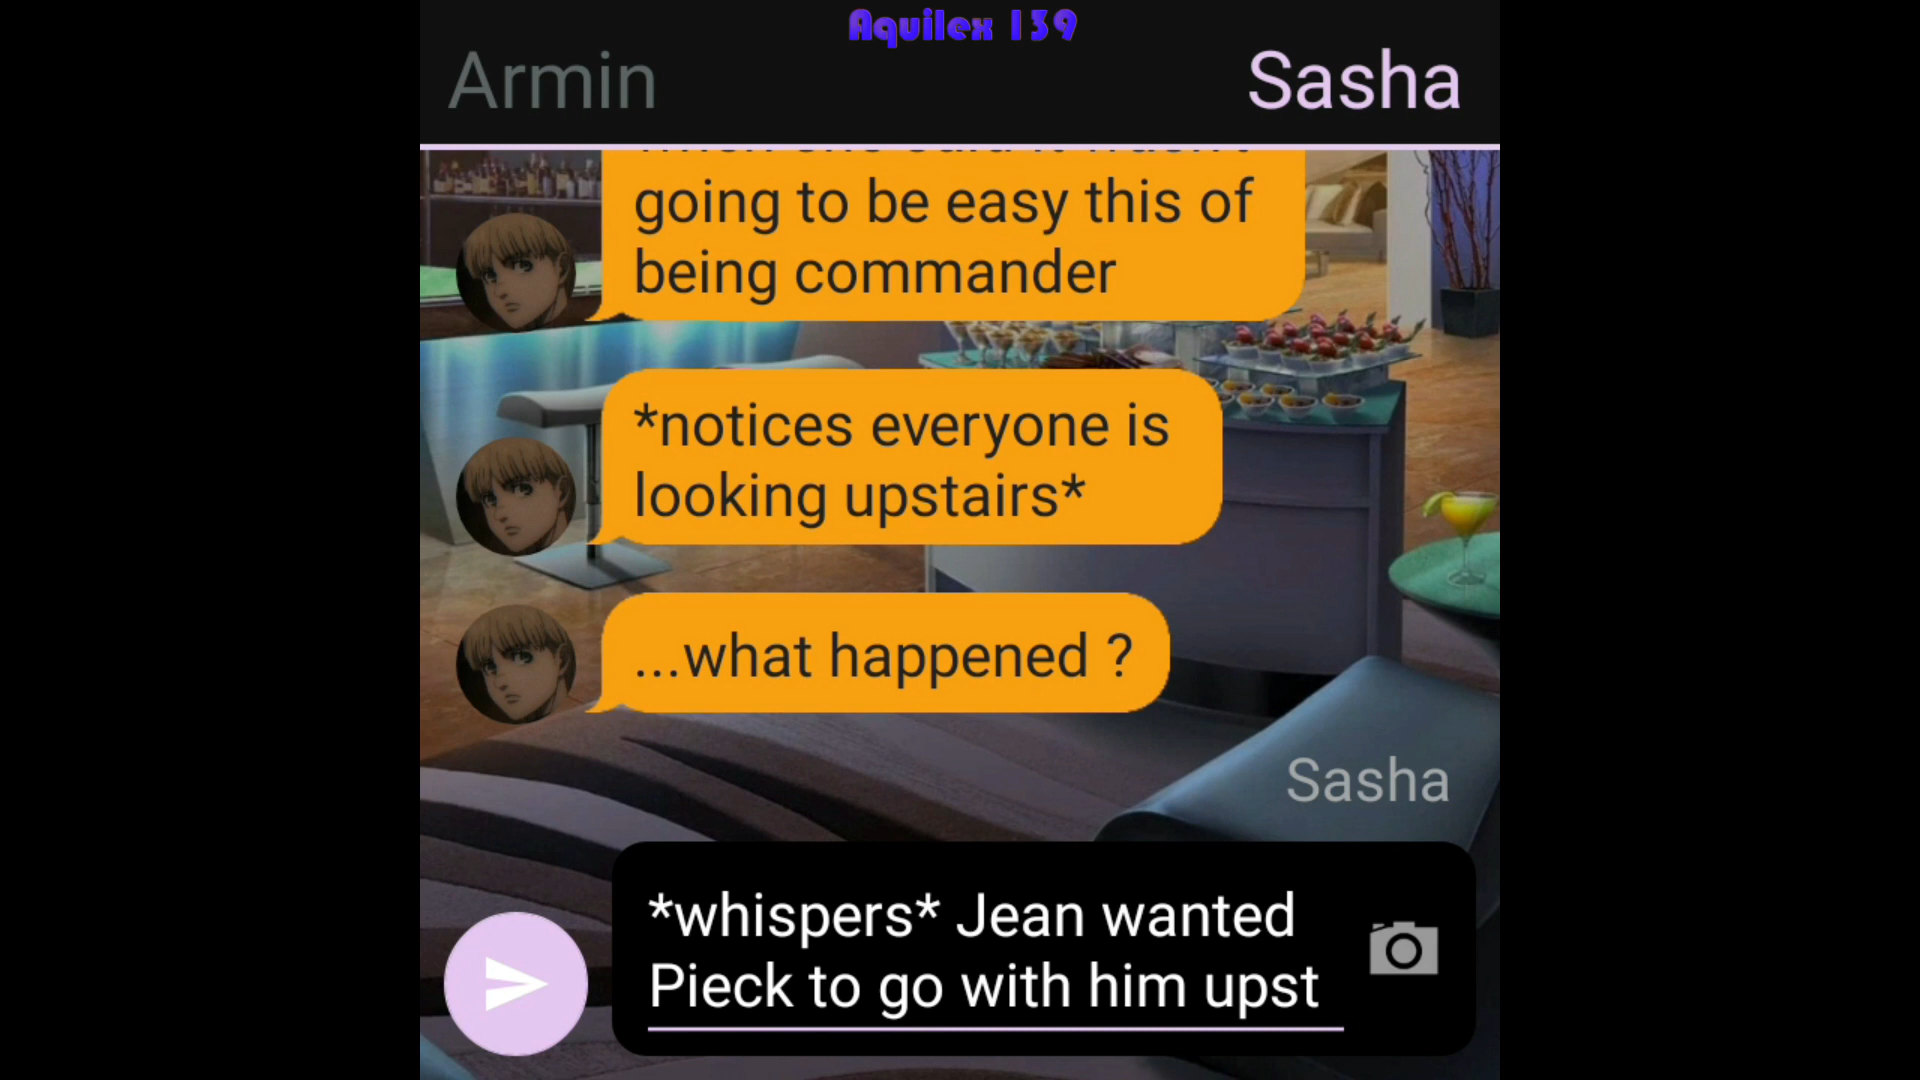 Aquilex 139
Armin
Sasha
going to be easy this of
being commander
*notices everyone is
looking upstairs*
...what happened ?
Sasha
*whispers* Jean wanted
Pieck to go with him upst